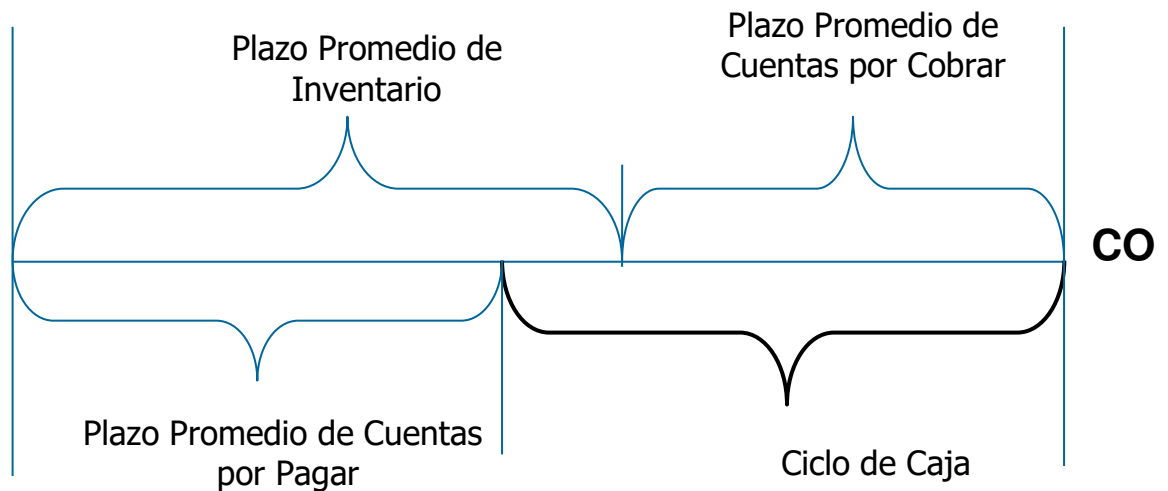 Plazo Promedio de
Inventario
Plazo Promedio de
Cuentas por Cobrar
CO
Plazo Promedio de Cuentas
por Pagar
Ciclo de Caja